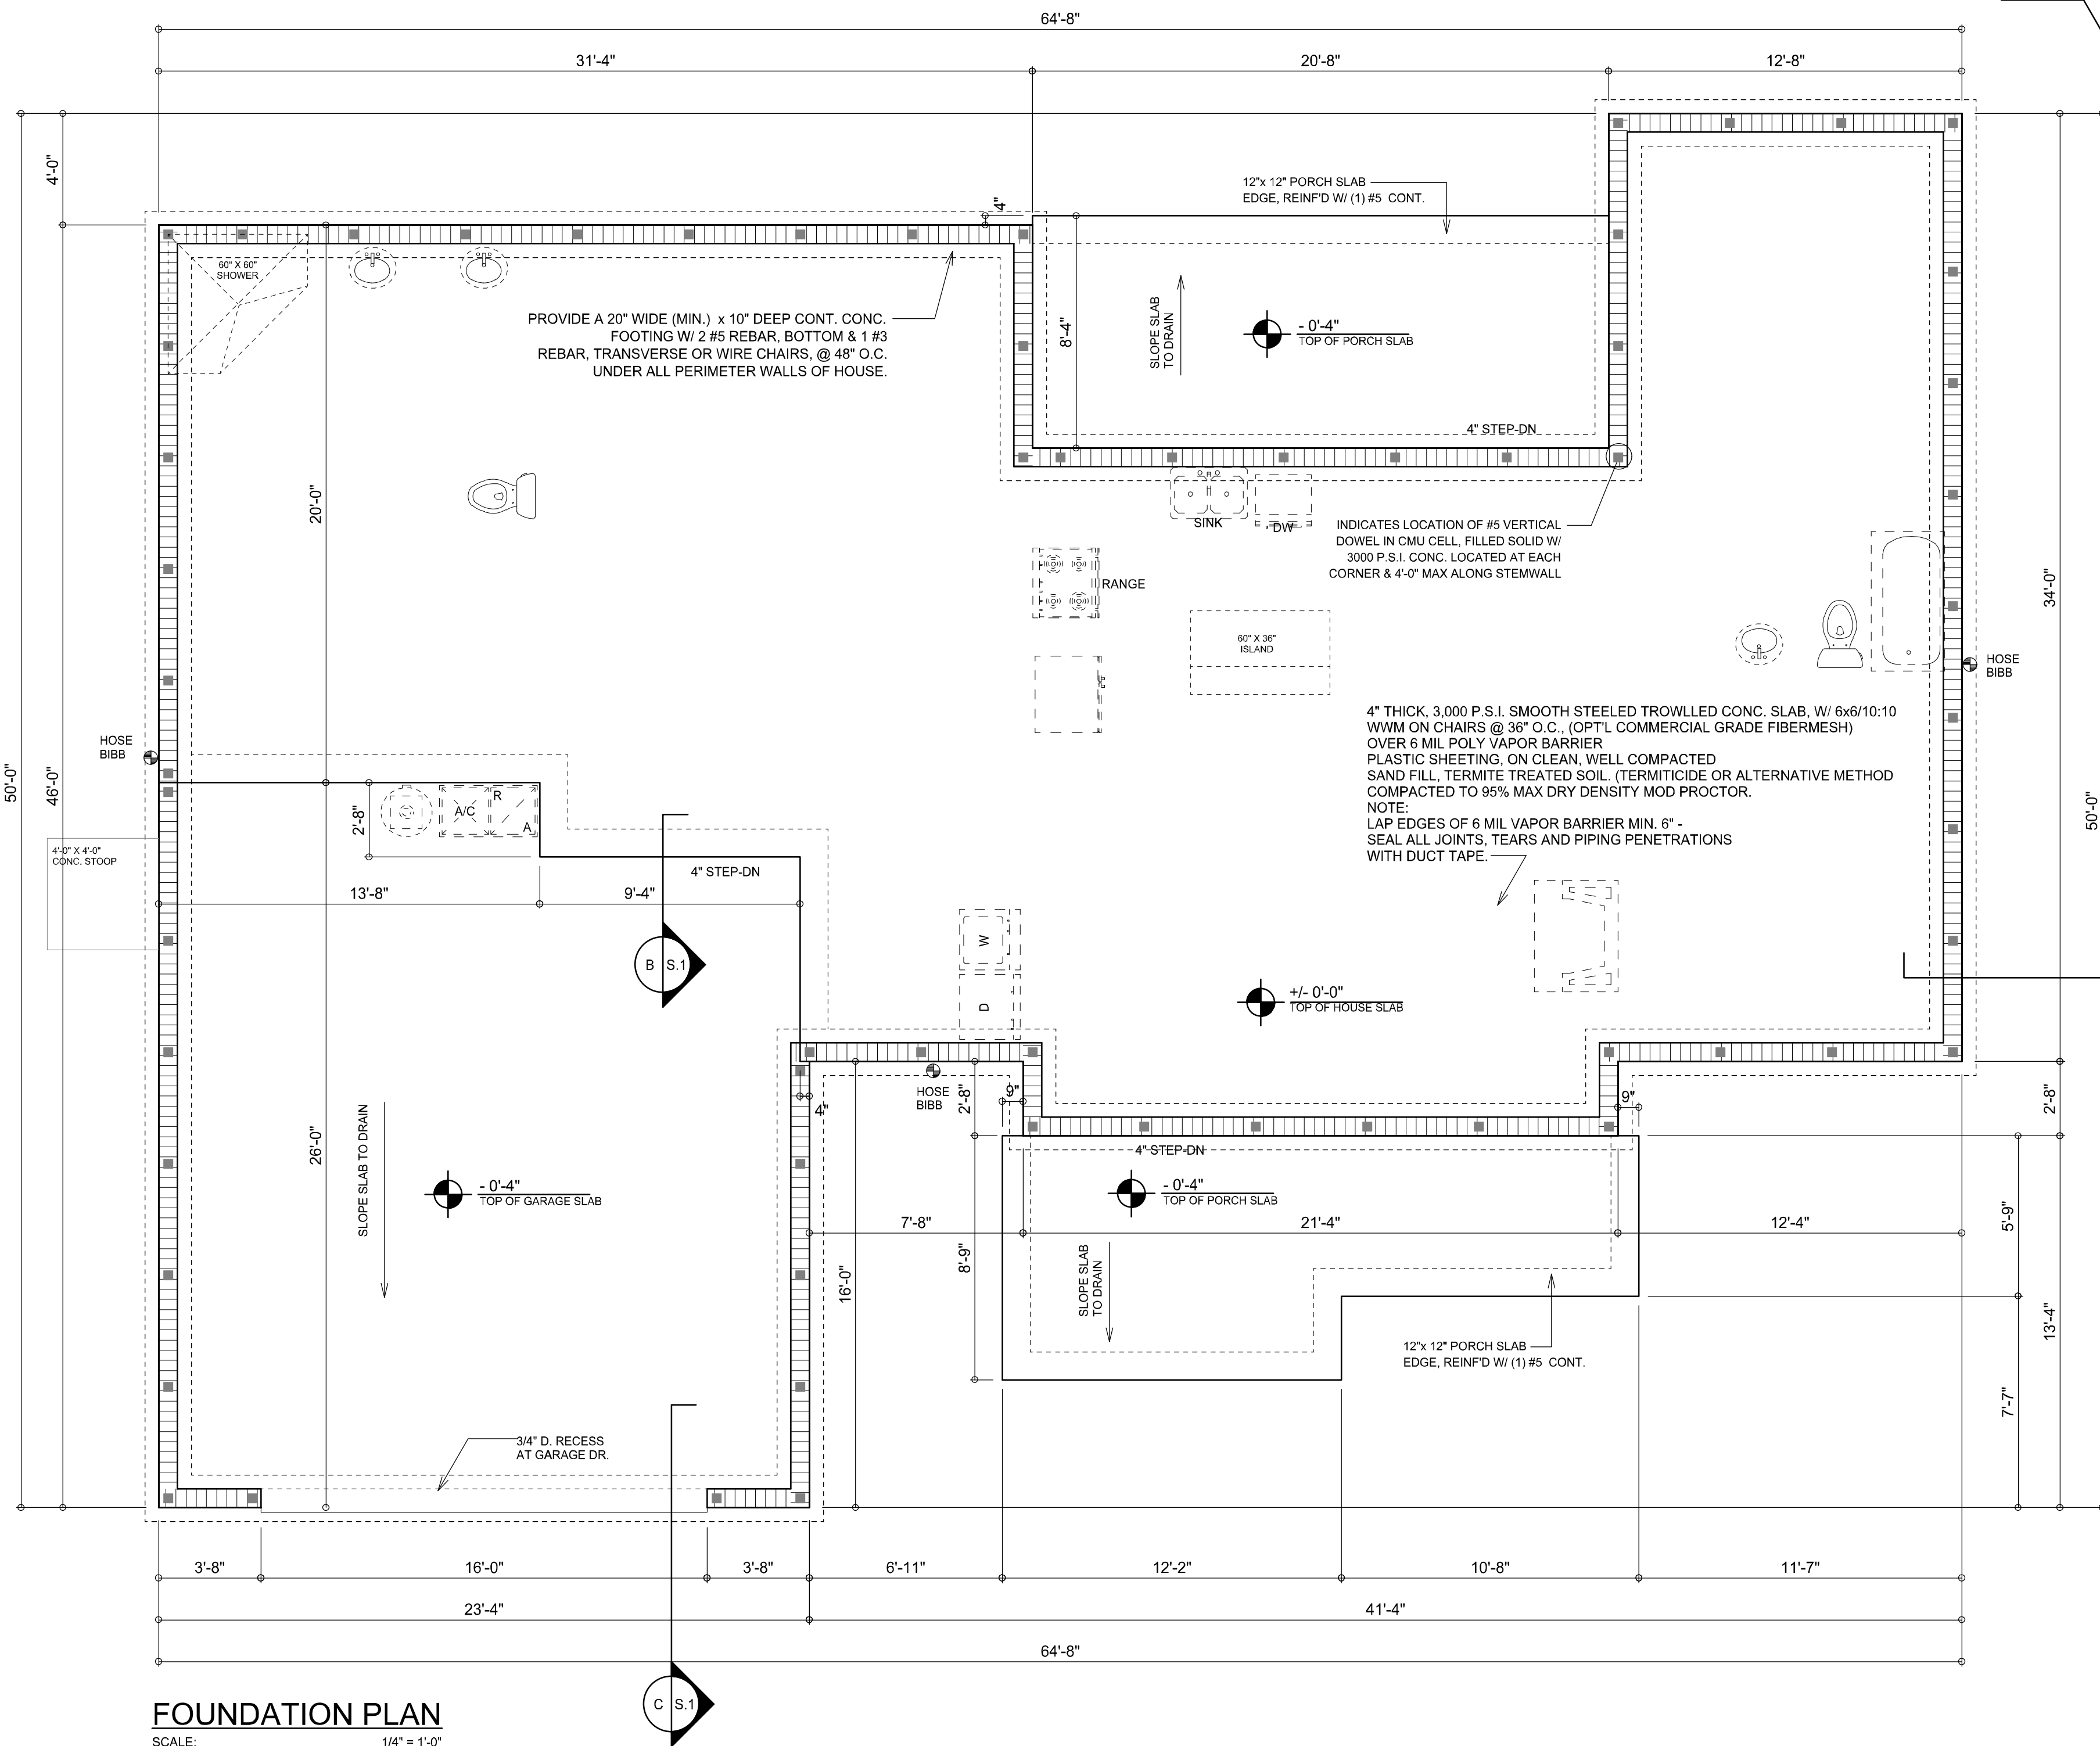 64'-8"
31'-4"
20'-8"
12'-8"
4'-0"
4"
12"x 12" PORCH SLAB
EDGE, REINF'D W/ (1) #5  CONT.
60" X 60"
SHOWER
PROVIDE A 20" WIDE (MIN.)  x 10" DEEP CONT. CONC.
FOOTING W/ 2 #5 REBAR, BOTTOM & 1 #3
REBAR, TRANSVERSE OR WIRE CHAIRS, @ 48" O.C.
UNDER ALL PERIMETER WALLS OF HOUSE.
8'-4"
SLOPE SLAB
TO DRAIN
- 0'-4"
TOP OF PORCH SLAB
4" STEP-DN
20'-0"
SINK
DW
INDICATES LOCATION OF #5 VERTICAL
DOWEL IN CMU CELL, FILLED SOLID W/
3000 P.S.I. CONC. LOCATED AT EACH
CORNER & 4'-0" MAX ALONG STEMWALL
RANGE
34'-0"
60" X 36"
ISLAND
HOSE
BIBB
4" THICK, 3,000 P.S.I. SMOOTH STEELED TROWLLED CONC. SLAB, W/ 6x6/10:10
WWM ON CHAIRS @ 36" O.C., (OPT'L COMMERCIAL GRADE FIBERMESH)
OVER 6 MIL POLY VAPOR BARRIER
PLASTIC SHEETING, ON CLEAN, WELL COMPACTED
SAND FILL, TERMITE TREATED SOIL. (TERMITICIDE OR ALTERNATIVE METHOD
COMPACTED TO 95% MAX DRY DENSITY MOD PROCTOR.
NOTE:
LAP EDGES OF 6 MIL VAPOR BARRIER MIN. 6" -
SEAL ALL JOINTS, TEARS AND PIPING PENETRATIONS
WITH DUCT TAPE.
HOSE
BIBB
50'-0"
46'-0"
50'-0"
2'-8"
A/C
R
A
4'-0" X 4'-0"
CONC. STOOP
4" STEP-DN
13'-8"
9'-4"
B
S.1
W
D
+/- 0'-0"
TOP OF HOUSE SLAB
HOSE
BIBB
2'-8"
9"
9"
4"
2'-8"
26'-0"
SLOPE SLAB TO DRAIN
4" STEP-DN
- 0'-4"
TOP OF GARAGE SLAB
- 0'-4"
TOP OF PORCH SLAB
7'-8"
21'-4"
12'-4"
5'-9"
8'-9"
SLOPE SLAB
TO DRAIN
16'-0"
13'-4"
12"x 12" PORCH SLAB
EDGE, REINF'D W/ (1) #5  CONT.
7'-7"
3/4" D. RECESS
AT GARAGE DR.
3'-8"
16'-0"
3'-8"
6'-11"
12'-2"
10'-8"
11'-7"
23'-4"
41'-4"
64'-8"
C
S.1
FOUNDATION PLAN
SCALE: 1/4" = 1'-0"